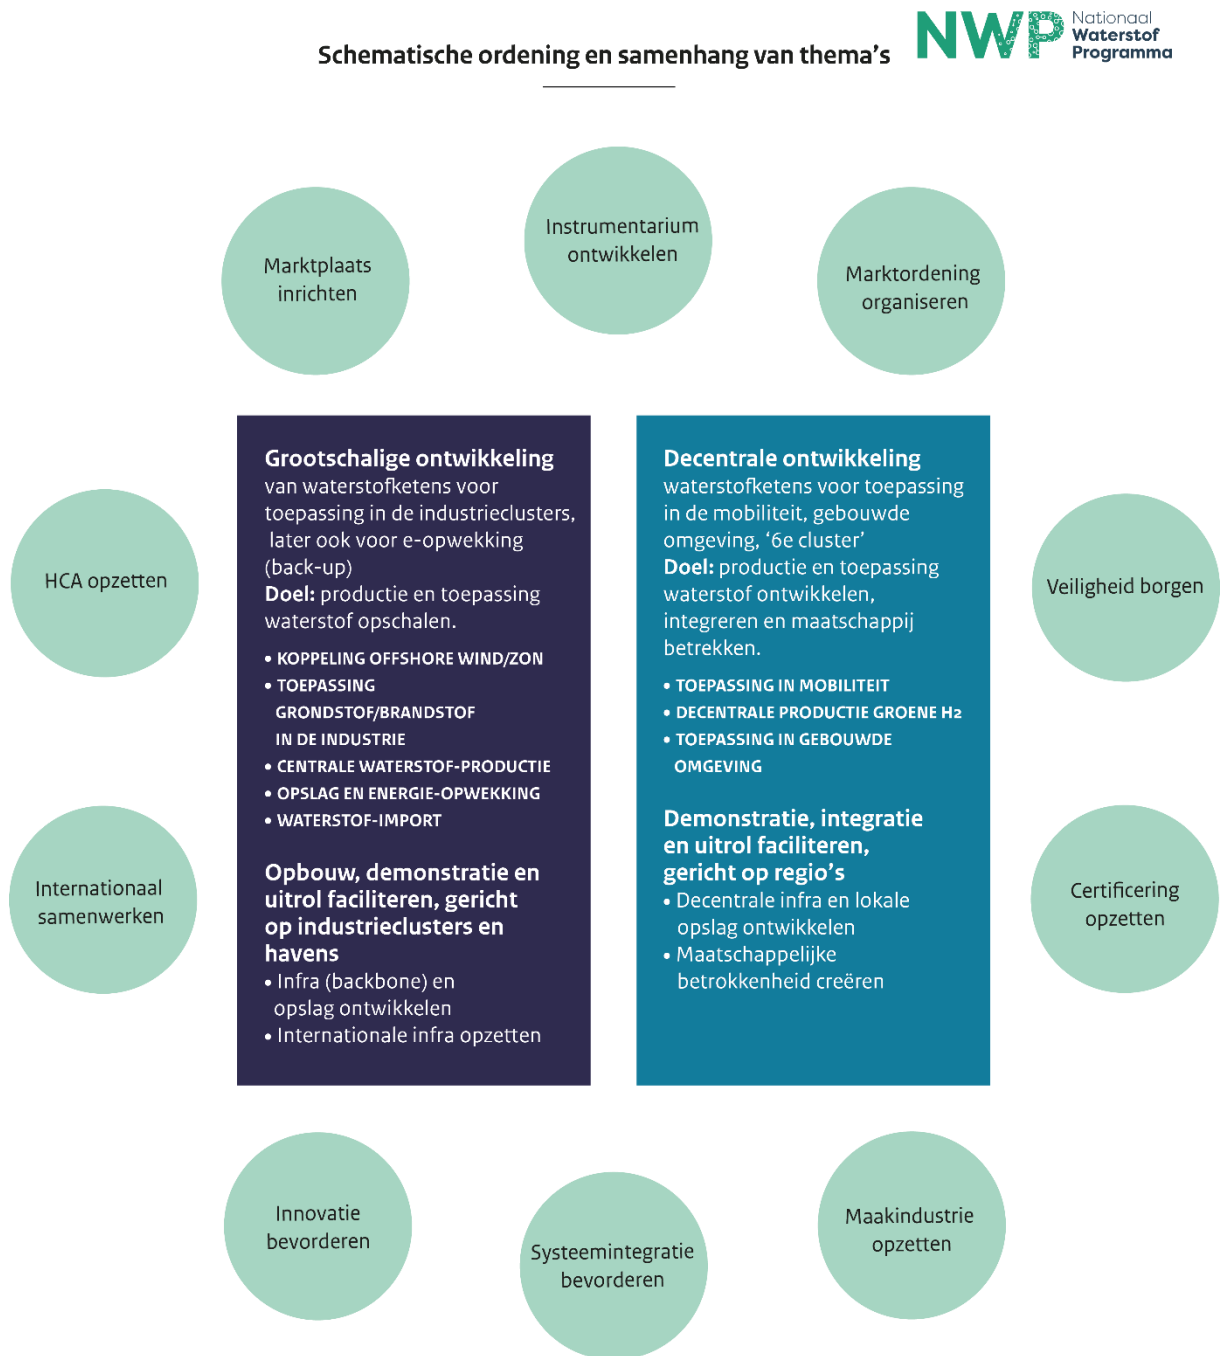 Schematische ordening en samenhang van thema's
NWP
Nationaal
Waterstof
Programma
Instrumentarium
ontwikkelen
Marktplaats
inrichten
Marktordening
organiseren
Grootschalige ontwikkeling
van waterstofketens voor
toepassing in de industrieclusters,
later ook voor e-opwekking
(back-up)
Doel: productie en toepassing
waterstof opschalen.
• KOPPELING OFFSHORE WIND/ZON
• TOEPASSING
GRONDSTOF/BRANDSTOF
IN DE INDUSTRIE
• CENTRALE WATERSTOF-PRODUCTIE
• OPSLAG EN ENERGIE-OPWEKKING
• WATERSTOF-IMPORT
Opbouw, demonstratie en
uitrol faciliteren, gericht
op industrieclusters en
havens
• Infra (backbone) en
opslag ontwikkelen
• Internationale infra opzetten
Decentrale ontwikkeling
waterstofketens voor toepassing
in de mobiliteit, gebouwde
omgeving, ‘6e cluster’
Doel: productie en toepassing
waterstof ontwikkelen,
integreren en maatschappij
betrekken.
• TOEPASSING IN MOBILITEIT
• DECENTRALE PRODUCTIE GROENE H2
• TOEPASSING IN GEBOUWDE
OMGEVING
Demonstratie, integratie
en uitrol faciliteren,
gericht op regio’s
• Decentrale infra en lokale
opslag ontwikkelen
• Maatschappelijke
betrokkenheid creëren
HCA opzetten
Veiligheid borgen
Internationaal
samenwerken
Certificering
opzetten
Innovatie
bevorderen
Systeemintegratie
bevorderen
Maakindustrie
opzetten